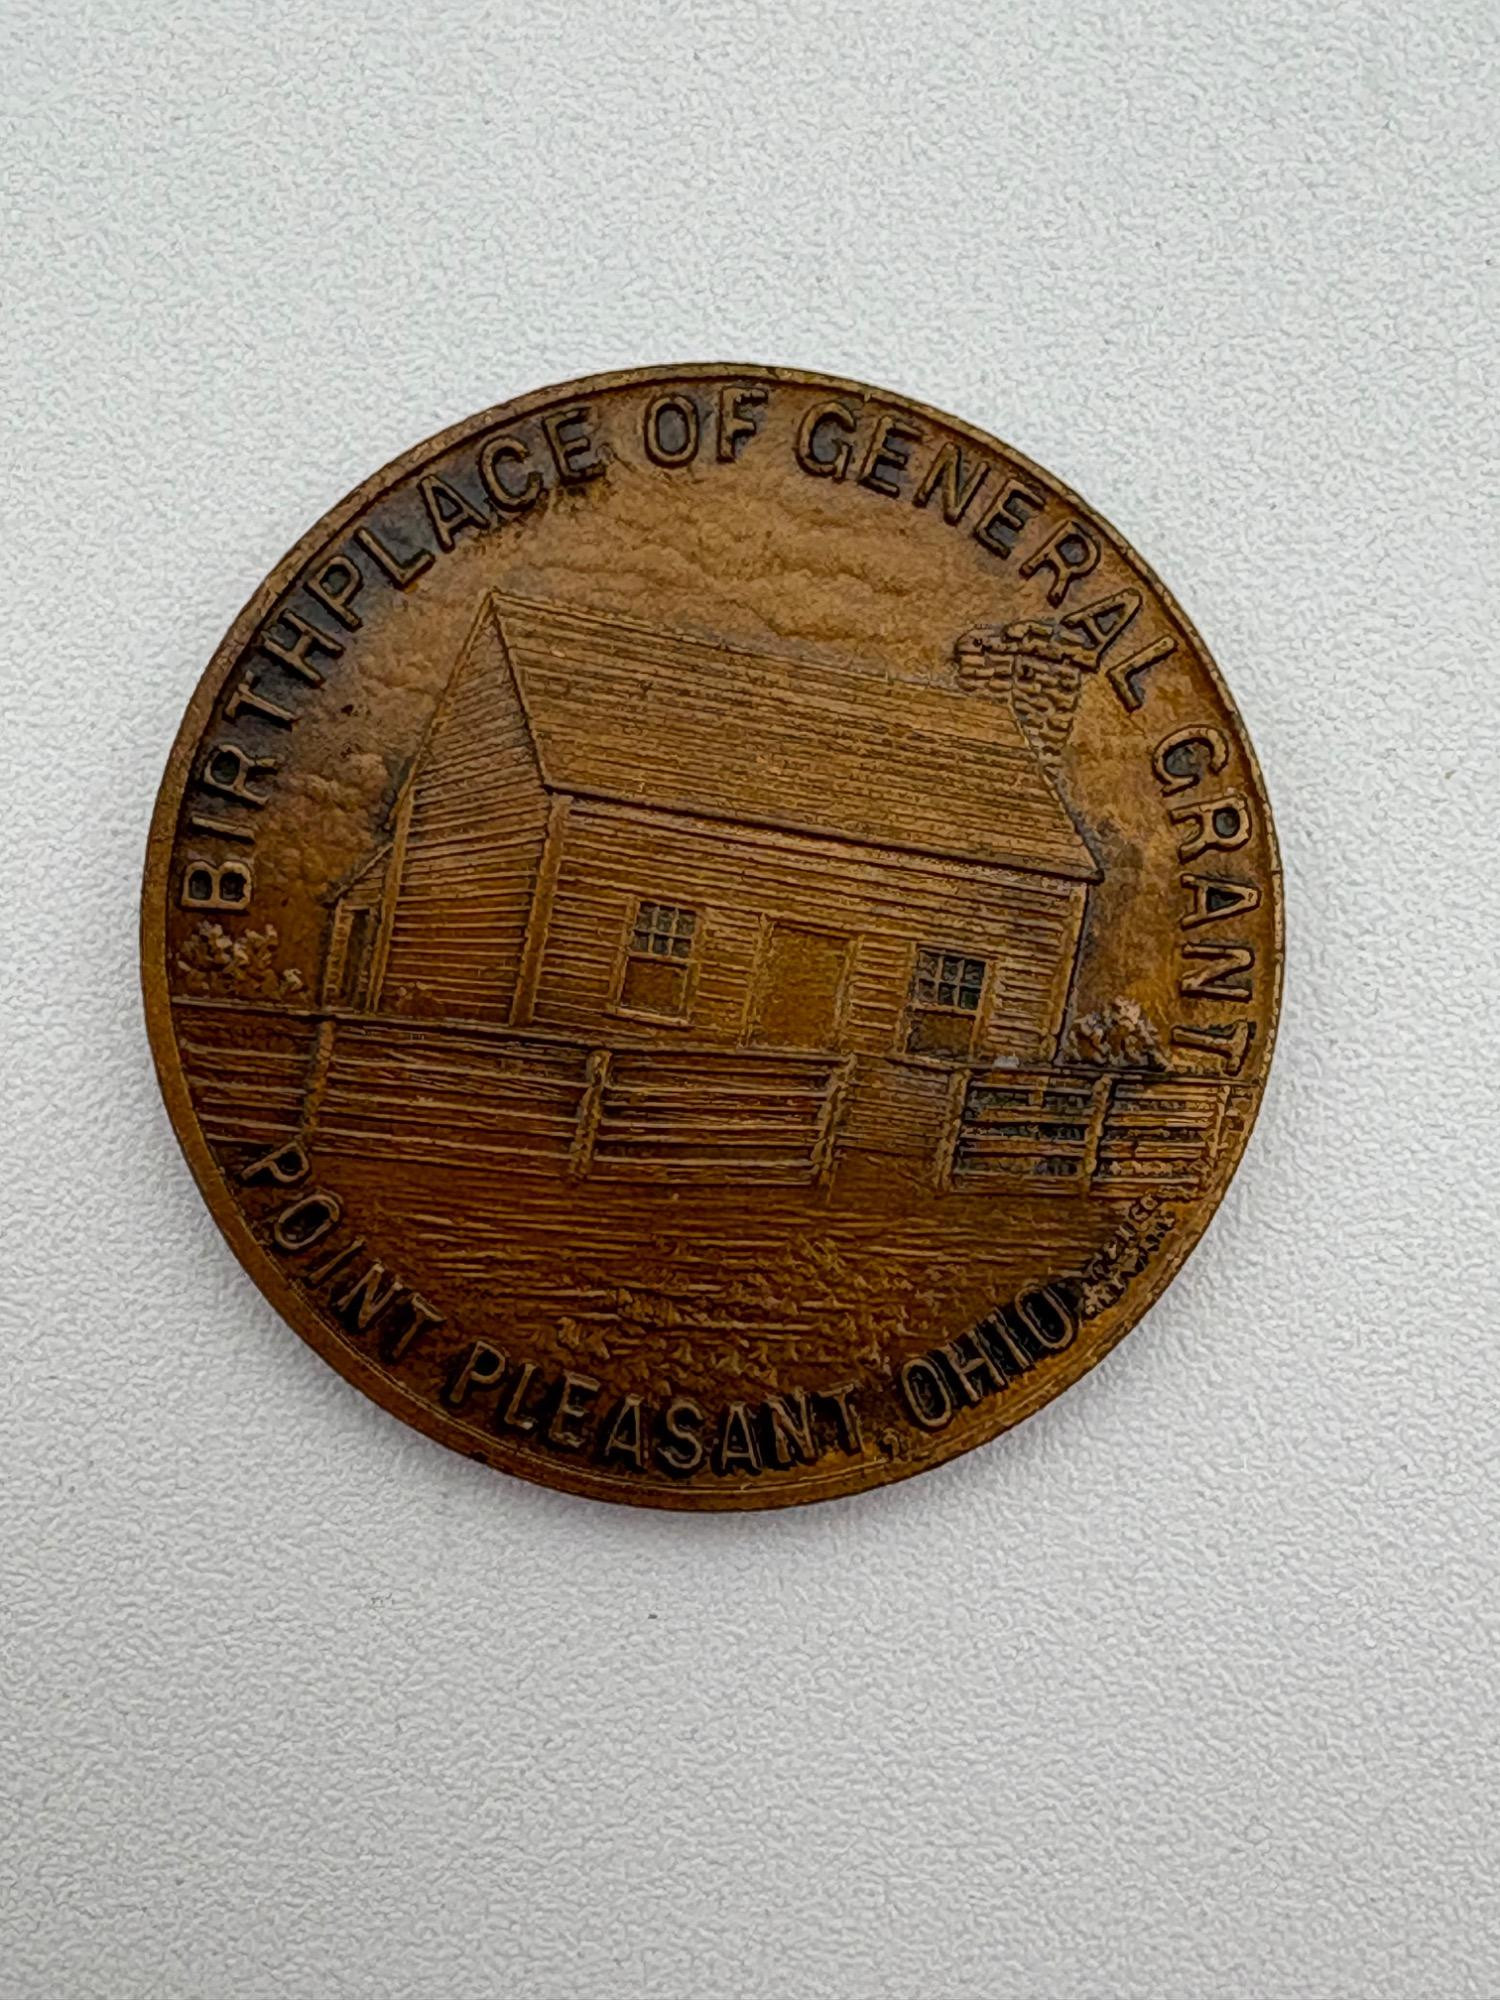 BIRTHPLACE OF GENERAL GRANT
POINT PLEASANT, OHIO